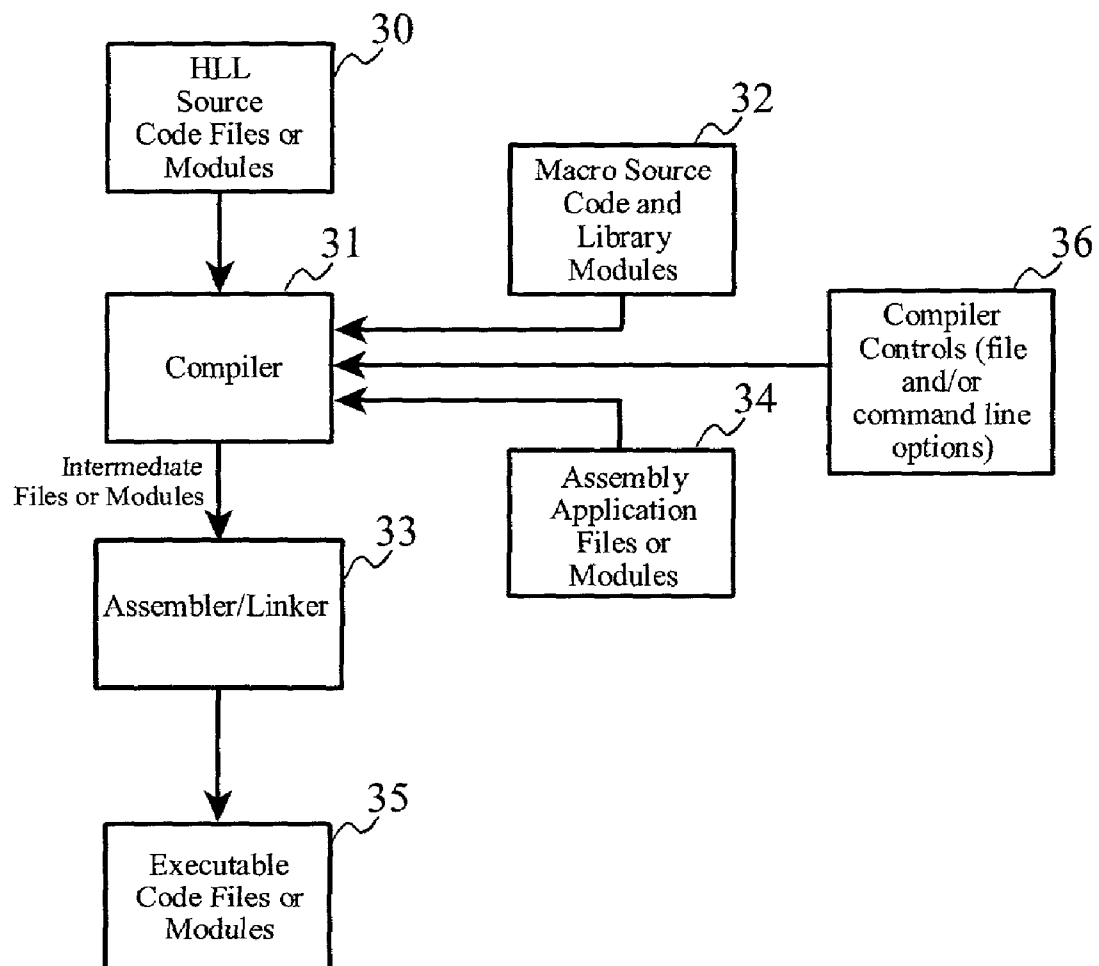 30
HLL
Source
Code Files or
Modules
32
Macro Source
Code and
Library
Modules
31
Compiler
36
Compiler
Controls (file
and/or
command line
options)
34
Assembly
Application
Files or
Modules
Intermediate
Files or Modules
33
Assembler/Linker
35
Executable
Code Files or
Modules